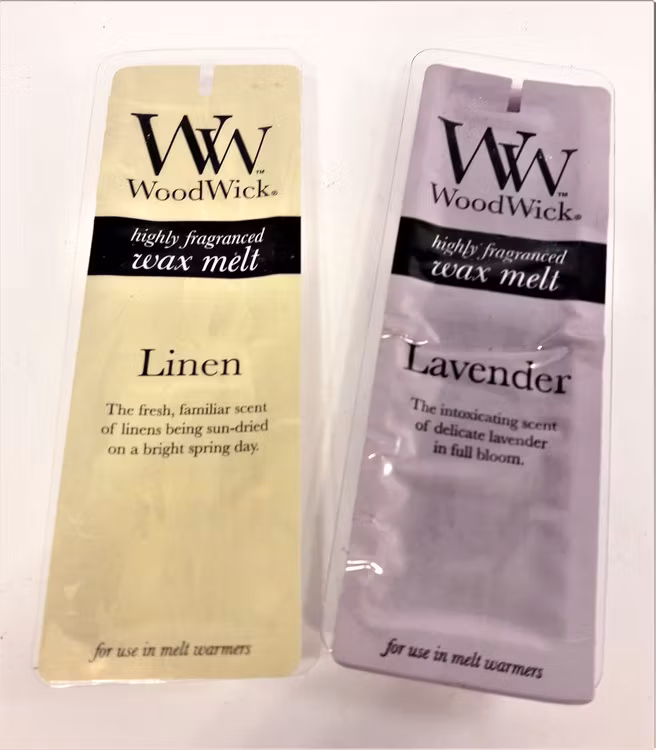 WW™
WoodWick®
highly fragranced
wax melt
Linen
The fresh, familiar scent
of linens being sun-dried
on a bright spring day.
for use in melt warmers
WW™
WoodWick®
highly fragranced
wax melt
Lavender
The intoxicating scent
of delicate lavender
in full bloom.
for use in melt warmers